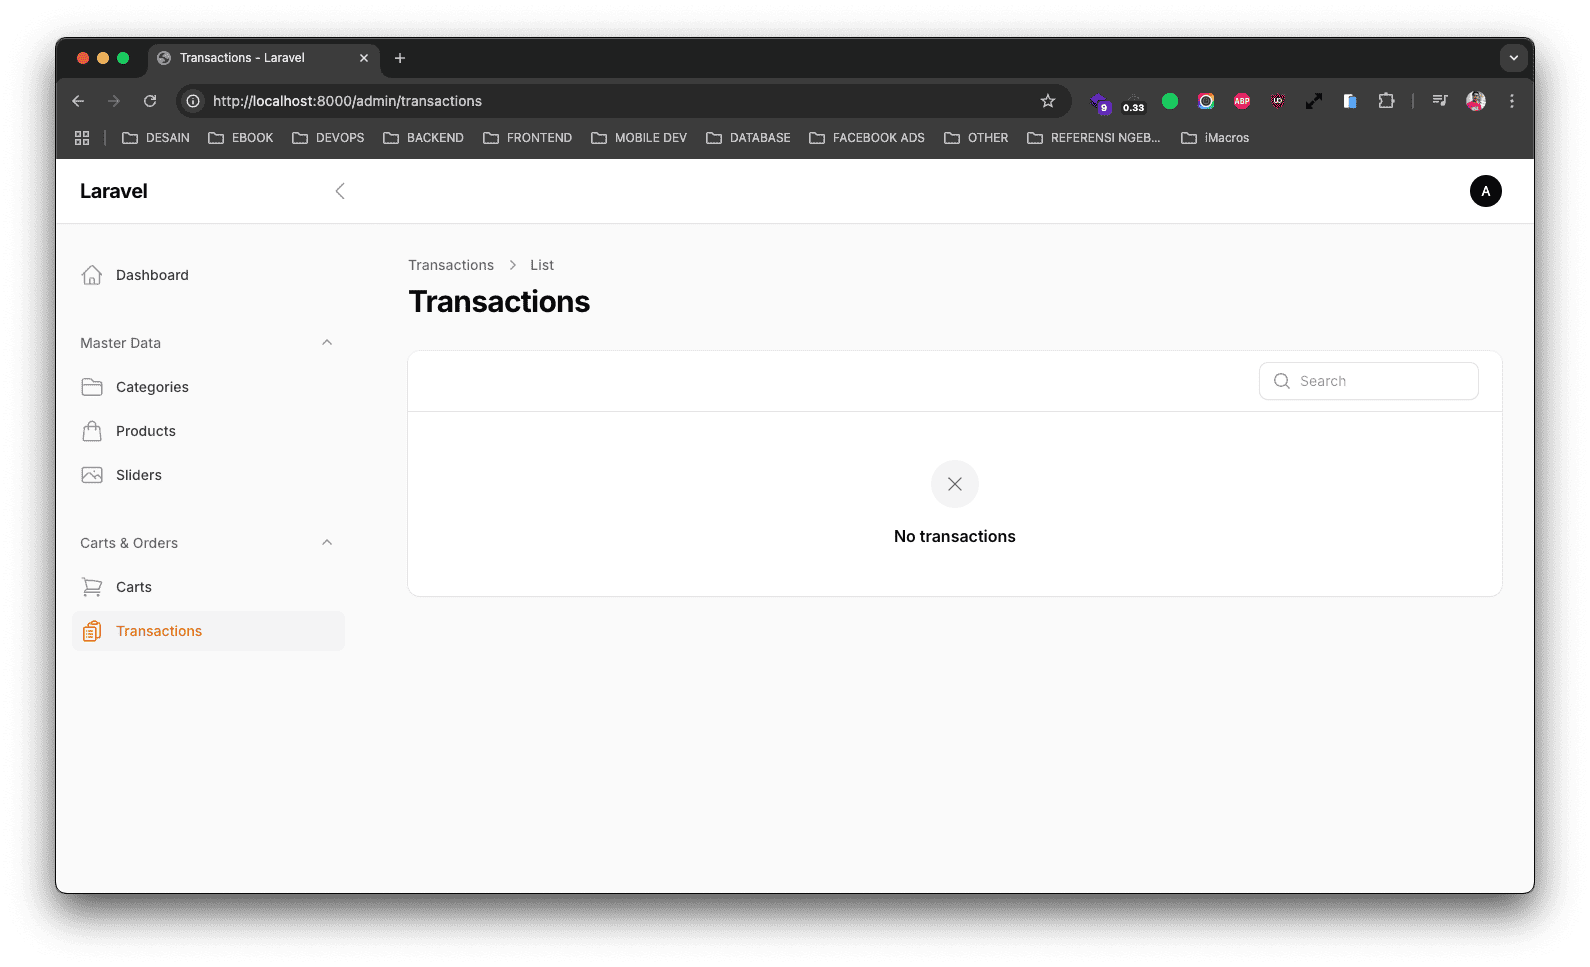 Transactions - Laravel
http://localhost:8000/admin/transactions
9
0.33
ABP
DESAIN
EBOOK
DEVOPS
BACKEND
FRONTEND
MOBILE DEV
DATABASE
FACEBOOK ADS
OTHER
REFERENSI NGEB...
iMacros
Laravel
A
Dashboard
Master Data
Categories
Products
Sliders
Carts & Orders
Carts
Transactions
Transactions > List
Transactions
Search
No transactions